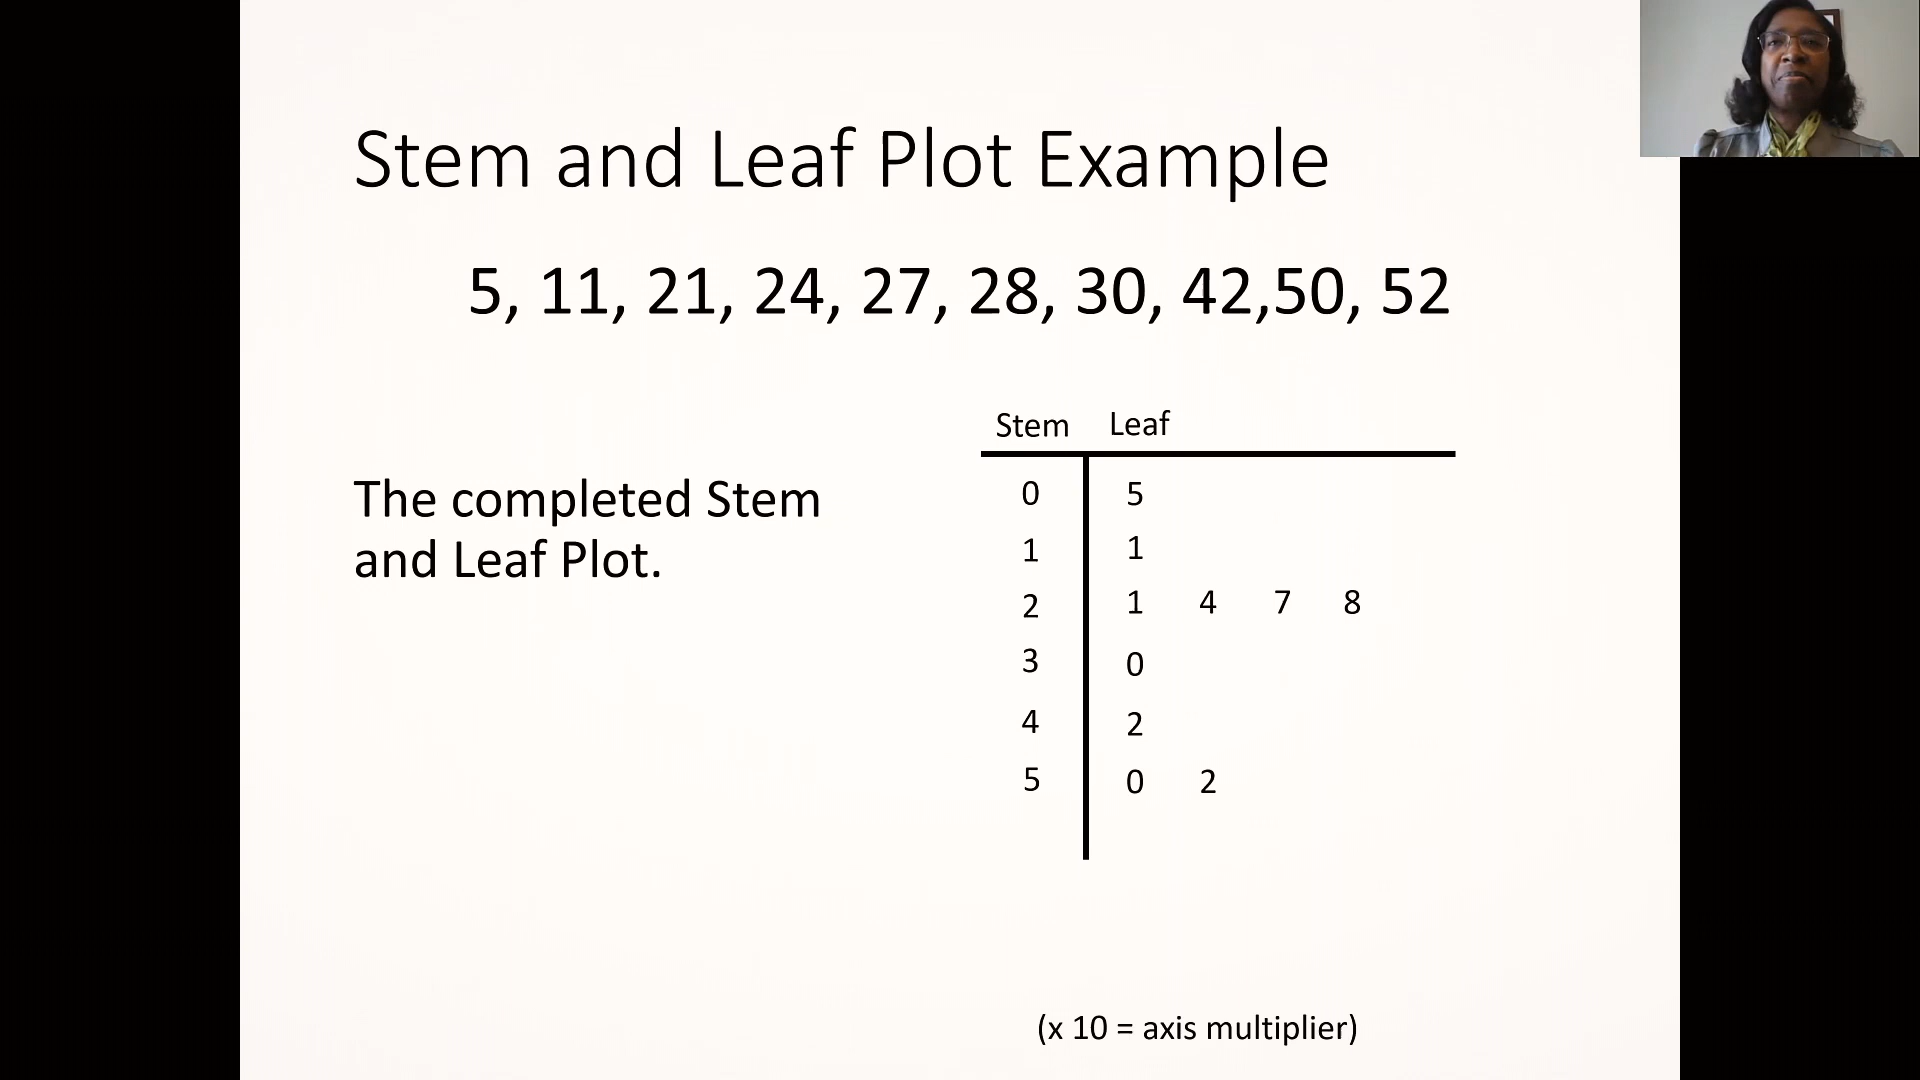 Stem and Leaf Plot Example
5, 11, 21, 24, 27, 28, 30, 42,50, 52
The completed Stem
and Leaf Plot.
Stem Leaf
0 5
1 1
2 1 4 7 8
3 0
4 2
5 0 2
(x 10 = axis multiplier)